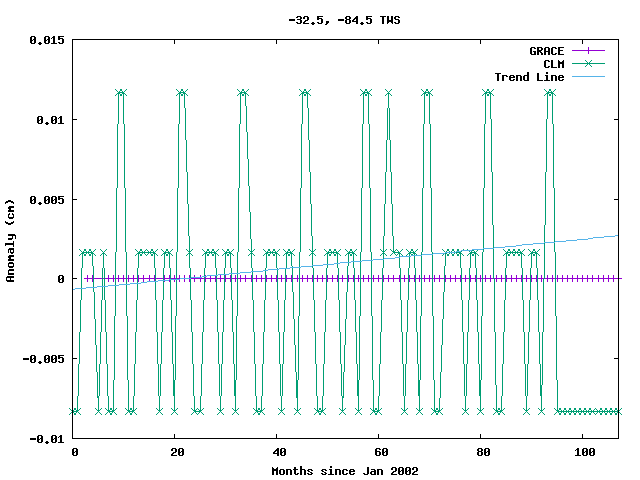 -32.5, -84.5 TWS
GRACE
CLM
Trend Line
0.015
0.01
0.005
0
-0.005
-0.01
Anomaly (cm)
0 20 40 60 80 100
Months since Jan 2002